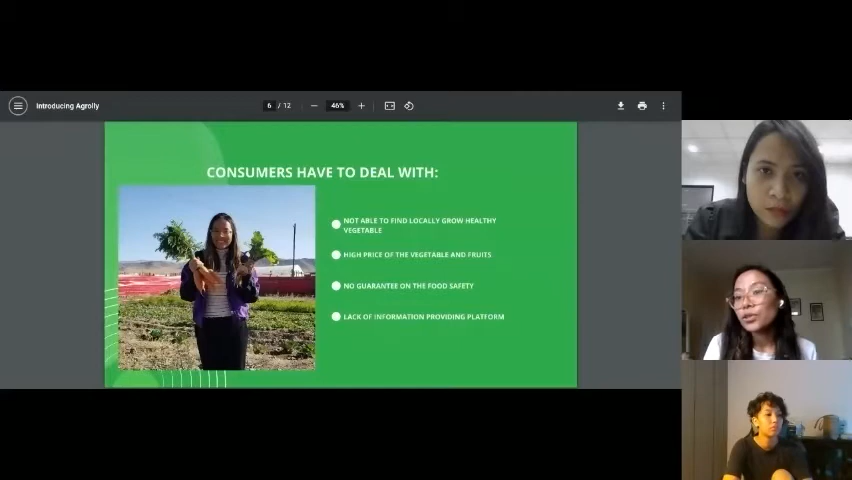 Introducing Agrolly
6 / 12
46%
CONSUMERS HAVE TO DEAL WITH:
NOT ABLE TO FIND LOCALLY GROW HEALTHY
VEGETABLE
HIGH PRICE OF THE VEGETABLE AND FRUITS
NO GUARANTEE ON THE FOOD SAFETY
LACK OF INFORMATION PROVIDING PLATFORM